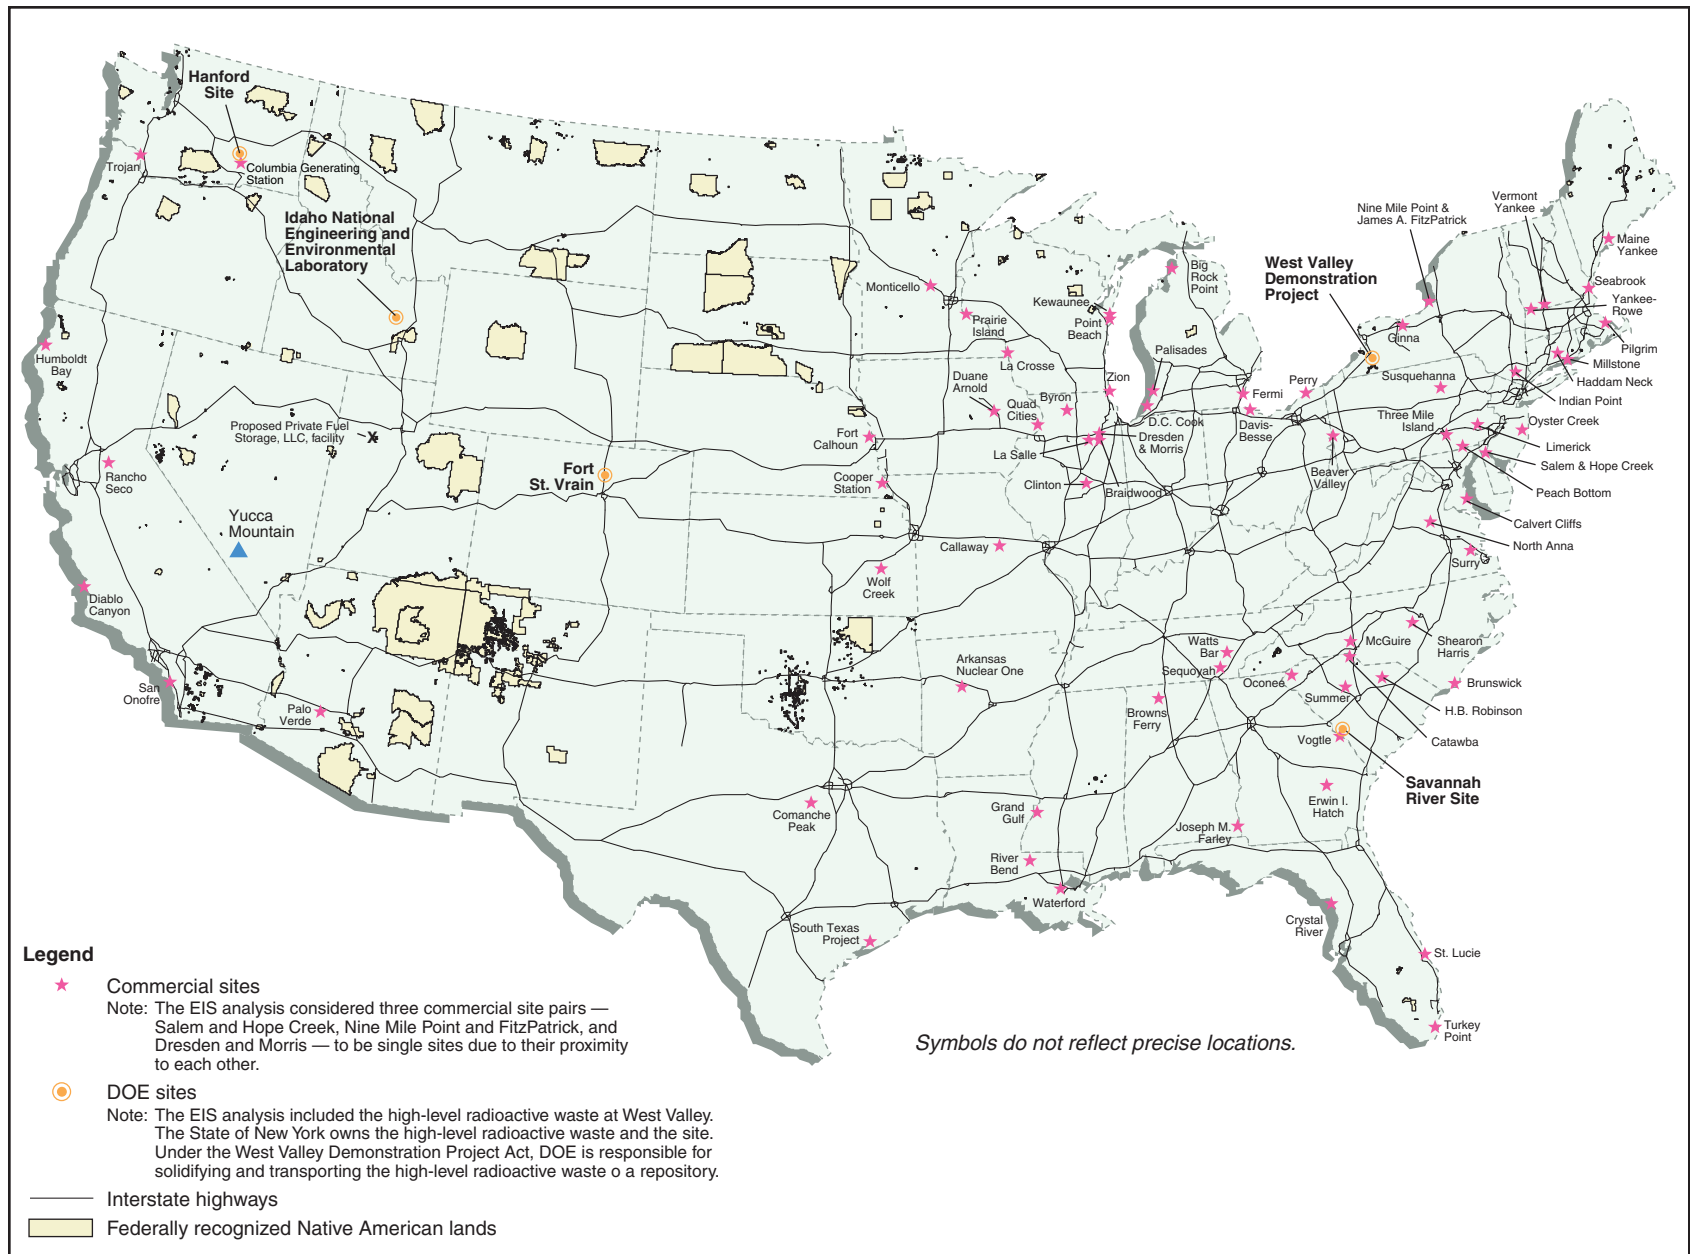 Hanford
Site
Trojan
Columbia Generating
Station
Idaho National
Engineering and
Environmental
Laboratory
Humboldt
Bay
Proposed Private Fuel
Storage, LLC, facility
Rancho
Seco
Yucca
Mountain
Diablo
Canyon
San
Onofre
Palo
Verde
Fort
St. Vrain
Monticello
Prairie
Island
Kewaunee
Point
Beach
Big
Rock
Point
La Crosse
Palisades
Duane
Arnold
Quad
Cities
Byron
Zion
Fort
Calhoun
Cooper
Station
La Salle
Clinton
D.C. Cook
Dresden
& Morris
Braidwood
Fermi
Davis-
Besse
Perry
Beaver
Valley
Callaway
Wolf
Creek
Arkansas
Nuclear One
Comanche
Peak
South Texas
Project
Grand
Gulf
River
Bend
Waterford
Browns
Ferry
Watts
Bar
Sequoyah
Oconee
Summer
Vogtle
Joseph M.
Farley
Erwin I.
Hatch
Crystal
River
St. Lucie
Turkey
Point
Savannah
River Site
Catawba
H.B. Robinson
Brunswick
Shearon
Harris
McGuire
Surry
North Anna
Calvert Cliffs
Peach Bottom
Salem & Hope Creek
Limerick
Oyster Creek
Three Mile
Island
Susquehanna
Indian Point
Haddam Neck
Millstone
Pilgrim
Yankee-
Rowe
Seabrook
Maine
Yankee
Vermont
Yankee
Nine Mile Point &
James A. FitzPatrick
Ginna
West Valley
Demonstration
Project
Legend
Commercial sites
Note: The EIS analysis considered three commercial site pairs —
Salem and Hope Creek, Nine Mile Point and FitzPatrick, and
Dresden and Morris — to be single sites due to their proximity
to each other.
DOE sites
Note: The EIS analysis included the high-level radioactive waste at West Valley.
The State of New York owns the high-level radioactive waste and the site.
Under the West Valley Demonstration Project Act, DOE is responsible for
solidifying and transporting the high-level radioactive waste o a repository.
Interstate highways
Federally recognized Native American lands
Symbols do not reflect precise locations.